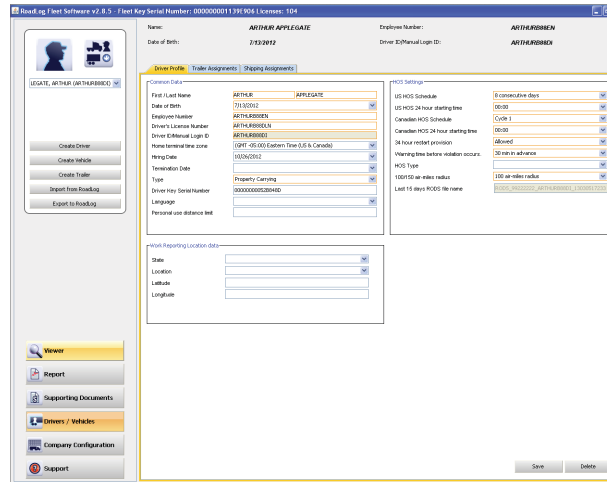 RoadLog Fleet Software v2.8.5 - Fleet Key Serial Number: 000000001139E906 Licenses: 104
Name: ARTHUR APPLEGATE Employee Number: ARTHURB88EN
Date of Birth: 7/13/2012 Driver ID/Manual Login ID: ARTHURB88DI
Driver Profile Trailer Assignments Shipping Assignments
LEGATE, ARTHUR (ARTHURB88DI)
Create Driver
Create Vehicle
Create Trailer
Import from RoadLog
Export to RoadLog
Common Data
First /Last Name ARTHUR APPLEGATE
Date of Birth 7/13/2012
Employee Number ARTHURB88EN
Driver's License Number ARTHURB88DLN
Driver ID/Manual Login ID ARTHURB88DI
Home terminal time zone (GMT -05:00) Eastern Time (US & Canada)
Hiring Date 10/26/2012
Termination Date
Type Property Carrying
Driver Key Serial Number
Language
Personal use distance limit
HOS Settings
US HOS Schedule 8 consecutive days
US HOS 24 hour starting time 00:00
Canadian HOS Schedule Cycle 1
Canadian HOS 24 hour starting time 00:00
34 hour restart provision Allowed
Warning time before violation occurs. 30 min in advance
HOS Type
100/150 air-miles radius 100 air-miles radius
Last 15 days RODS file name
Work Reporting Location data
State
Location
Latitude
Longitude
Viewer
Report
Supporting Documents
Drivers / Vehicles
Company Configuration
Support
Save Delete